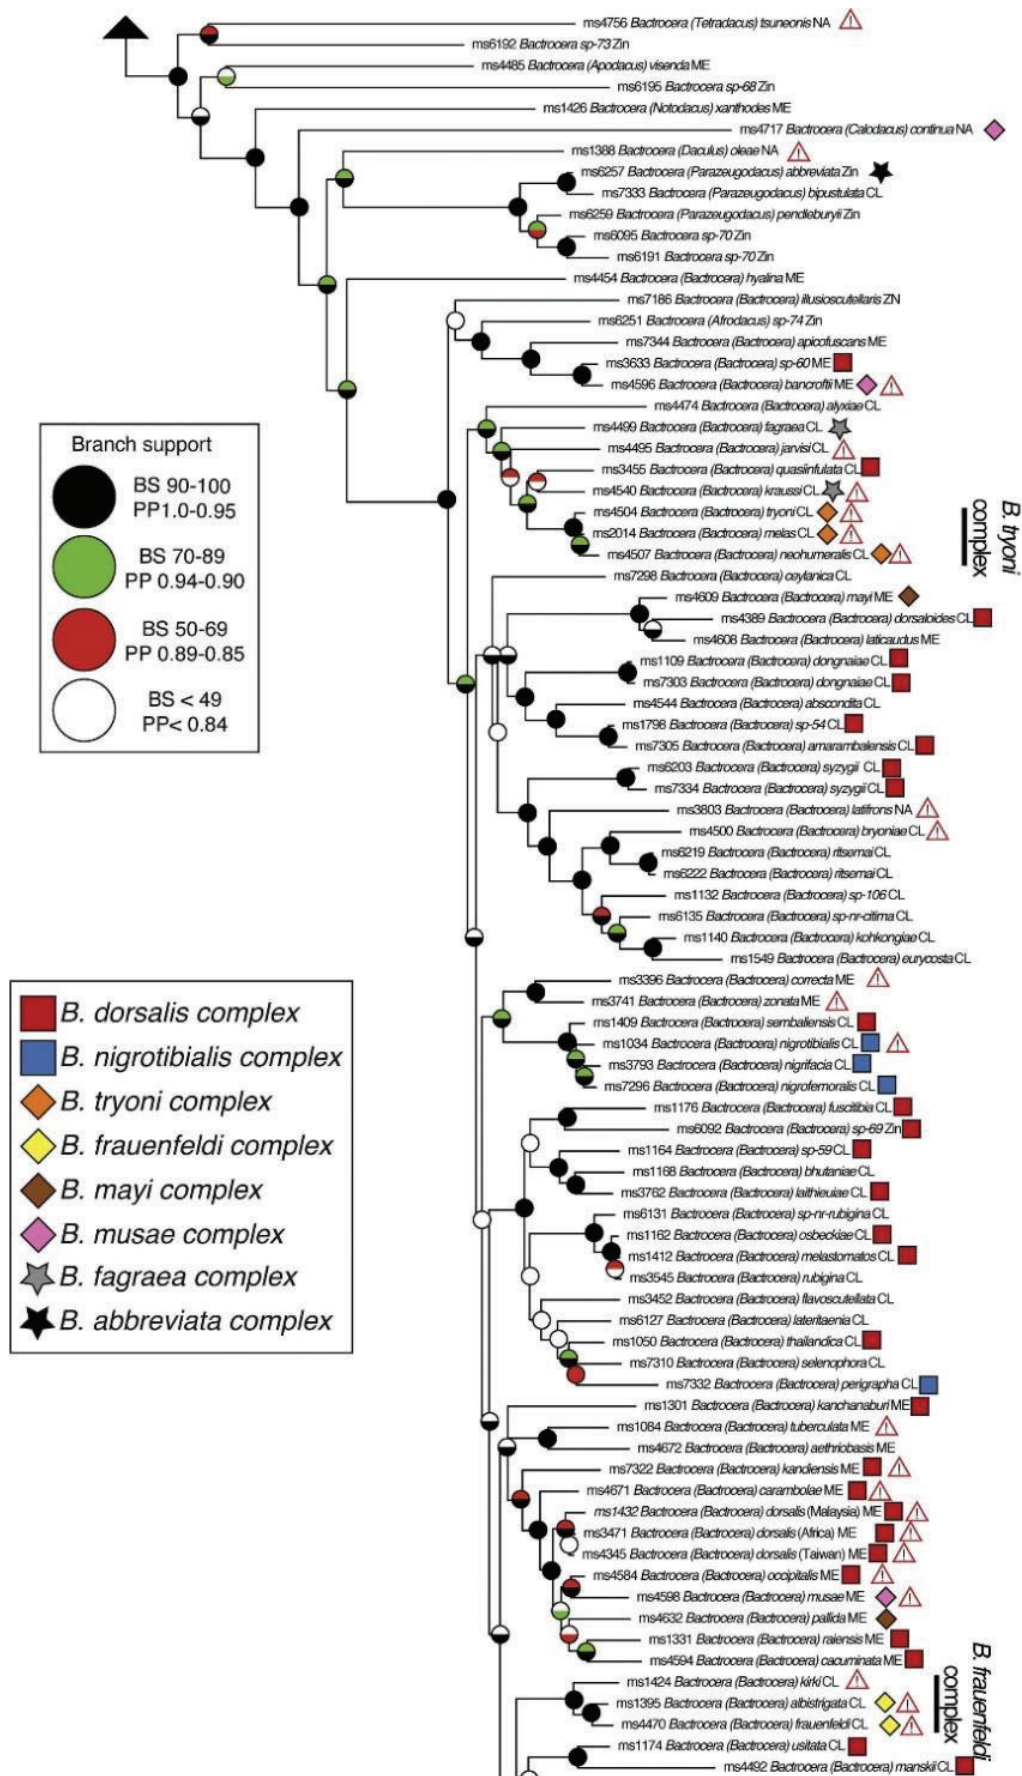 ms4756 Bactrocera (Tetradacus) tsuneonis NA
ms6192 Bactrocera sp-73 Zin
ms4485 Bactrocera (Apodacus) visenda ME
ms6195 Bactrocera sp-68 Zin
ms1426 Bactrocera (Notodacus) xanthodes ME
ms4717 Bactrocera (Calodacus) continua NA
ms1388 Bactrocera (Daculus) oleae NA
ms6257 Bactrocera (Parazeugodacus) abbreviata Zin
ms7333 Bactrocera (Parazeugodacus) bipustulata CL
ms6259 Bactrocera (Parazeugodacus) pendleburyii Zin
ms6095 Bactrocera sp-70 Zin
ms6191 Bactrocera sp-70 Zin
ms4454 Bactrocera (Bactrocera) hyalina ME
ms7186 Bactrocera (Bactrocera) illusioscutellaris ZN
ms6251 Bactrocera (Afrodacus) sp-74 Zin
ms7344 Bactrocera (Bactrocera) apicofuscans ME
ms3633 Bactrocera (Bactrocera) sp-60 ME
ms4596 Bactrocera (Bactrocera) bancroftii ME
ms4474 Bactrocera (Bactrocera) alyxiae CL
ms4499 Bactrocera (Bactrocera) fagraea CL
ms4495 Bactrocera (Bactrocera) jarvisi CL
ms3455 Bactrocera (Bactrocera) quasiinfulata CL
ms4540 Bactrocera (Bactrocera) kraussi CL
ms4504 Bactrocera (Bactrocera) tryoni CL
ms2014 Bactrocera (Bactrocera) melas CL
ms4507 Bactrocera (Bactrocera) neohumeralis CL
B. tryoni
complex
Branch support
BS 90-100
PP1.0-0.95
BS 70-89
PP 0.94-0.90
BS 50-69
PP 0.89-0.85
BS < 49
PP< 0.84
ms7298 Bactrocera (Bactrocera) ceylanica CL
ms4609 Bactrocera (Bactrocera) mayi ME
ms4389 Bactrocera (Bactrocera) dorsaloides CL
ms4608 Bactrocera (Bactrocera) laticaudus ME
ms1109 Bactrocera (Bactrocera) dongnaiae CL
ms7303 Bactrocera (Bactrocera) dongnaiae CL
ms4544 Bactrocera (Bactrocera) abscondita CL
ms1798 Bactrocera (Bactrocera) sp-54 CL
ms7305 Bactrocera (Bactrocera) amarambalensis CL
ms6203 Bactrocera (Bactrocera) syzygii CL
ms7334 Bactrocera (Bactrocera) syzygii CL
ms3803 Bactrocera (Bactrocera) latifrons NA
ms4500 Bactrocera (Bactrocera) bryoniae CL
ms6219 Bactrocera (Bactrocera) ritsemai CL
ms6222 Bactrocera (Bactrocera) ritsemai CL
ms1132 Bactrocera (Bactrocera) sp-106 CL
ms6135 Bactrocera (Bactrocera) sp-nr-citima CL
ms1140 Bactrocera (Bactrocera) kohkongiae CL
ms1549 Bactrocera (Bactrocera) eurycosta CL
ms3396 Bactrocera (Bactrocera) correcta ME
ms3741 Bactrocera (Bactrocera) zonata ME
ms1409 Bactrocera (Bactrocera) sembaliensis CL
ms1034 Bactrocera (Bactrocera) nigrotibialis CL
ms3793 Bactrocera (Bactrocera) nigrifacia CL
ms7296 Bactrocera (Bactrocera) nigrofemoralis CL
ms1176 Bactrocera (Bactrocera) fuscitibia CL
ms6092 Bactrocera (Bactrocera) sp-69 Zin
ms1164 Bactrocera (Bactrocera) sp-59 CL
ms1168 Bactrocera (Bactrocera) bhutaniae CL
ms3762 Bactrocera (Bactrocera) laithieuiae CL
ms6131 Bactrocera (Bactrocera) sp-nr-rubigina CL
ms1162 Bactrocera (Bactrocera) osbeckiae CL
ms1412 Bactrocera (Bactrocera) melastomatos CL
ms3545 Bactrocera (Bactrocera) rubigina CL
ms3452 Bactrocera (Bactrocera) flavoscutellata CL
ms6127 Bactrocera (Bactrocera) lateritaenia CL
ms1050 Bactrocera (Bactrocera) thailandica CL
ms7310 Bactrocera (Bactrocera) selenophora CL
ms7332 Bactrocera (Bactrocera) perigrapha CL
B. dorsalis complex
B. nigrotibialis complex
B. tryoni complex
B. frauenfeldi complex
B. mayi complex
B. musae complex
B. fagraea complex
B. abbreviata complex
ms1301 Bactrocera (Bactrocera) kanchanaburi ME
ms1084 Bactrocera (Bactrocera) tuberculata ME
ms4672 Bactrocera (Bactrocera) aethriobasis ME
ms7322 Bactrocera (Bactrocera) kandiensis ME
ms4671 Bactrocera (Bactrocera) carambolae ME
ms1432 Bactrocera (Bactrocera) dorsalis (Malaysia) ME
ms3471 Bactrocera (Bactrocera) dorsalis (Africa) ME
ms4345 Bactrocera (Bactrocera) dorsalis (Taiwan) ME
ms4584 Bactrocera (Bactrocera) occipitalis ME
ms4598 Bactrocera (Bactrocera) musae ME
ms4632 Bactrocera (Bactrocera) pallida ME
ms1331 Bactrocera (Bactrocera) raiensis ME
ms4594 Bactrocera (Bactrocera) cacuminata ME
ms1424 Bactrocera (Bactrocera) kirki CL
ms1395 Bactrocera (Bactrocera) albistrigata CL
ms4470 Bactrocera (Bactrocera) frauenfeldi CL
B. frauenfeldi
complex
ms1174 Bactrocera (Bactrocera) usitata CL
ms4492 Bactrocera (Bactrocera) manskii CL